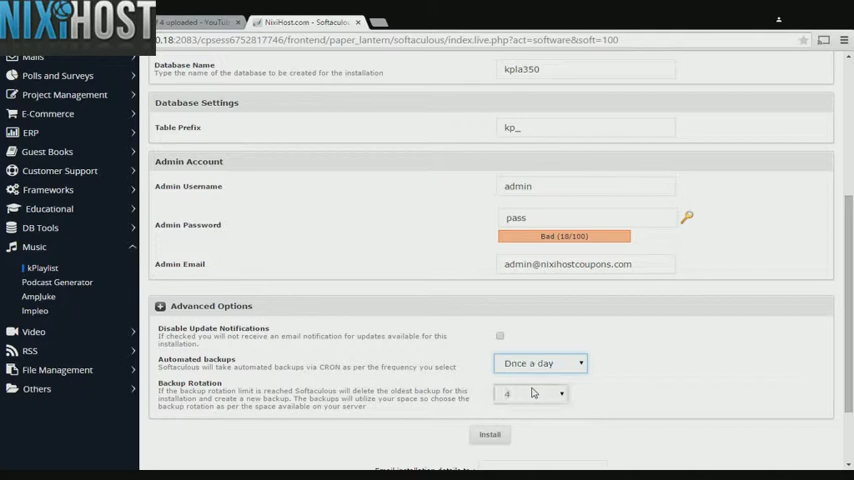 NIXIHOST
4 uploaded - YouTu
NixiHost.com - Softaculou
0.18:2083/cpsess6752817746/frontend/paper_lantern/softaculous/index.live.php?act=software&soft=100
Mails
Polls and Surveys
Project Management
E-Commerce
ERP
Guest Books
Customer Support
Frameworks
Educational
DB Tools
Music
kPlaylist
Podcast Generator
AmpJuke
Impleo
Video
RSS
File Management
Others
Database Name
Type the name of the database to be created for the installation
kpla350
Database Settings
Table Prefix
kp_
Admin Account
Admin Username
admin
Admin Password
pass
Bad (18/100)
Admin Email
admin@nixihostcoupons.com
Advanced Options
Disable Update Notifications
If checked you will not receive an email notification for updates available for this
installation.
Automated backups
Softaculous will take automated backups via CRON as per the frequency you select
Once a day
Backup Rotation
If the backup rotation limit is reached Softaculous will delete the oldest backup for this
installation and create a new backup. The backups will utilize your space so choose the
backup rotation as per the space available on your server
4
Install
Email installation details to